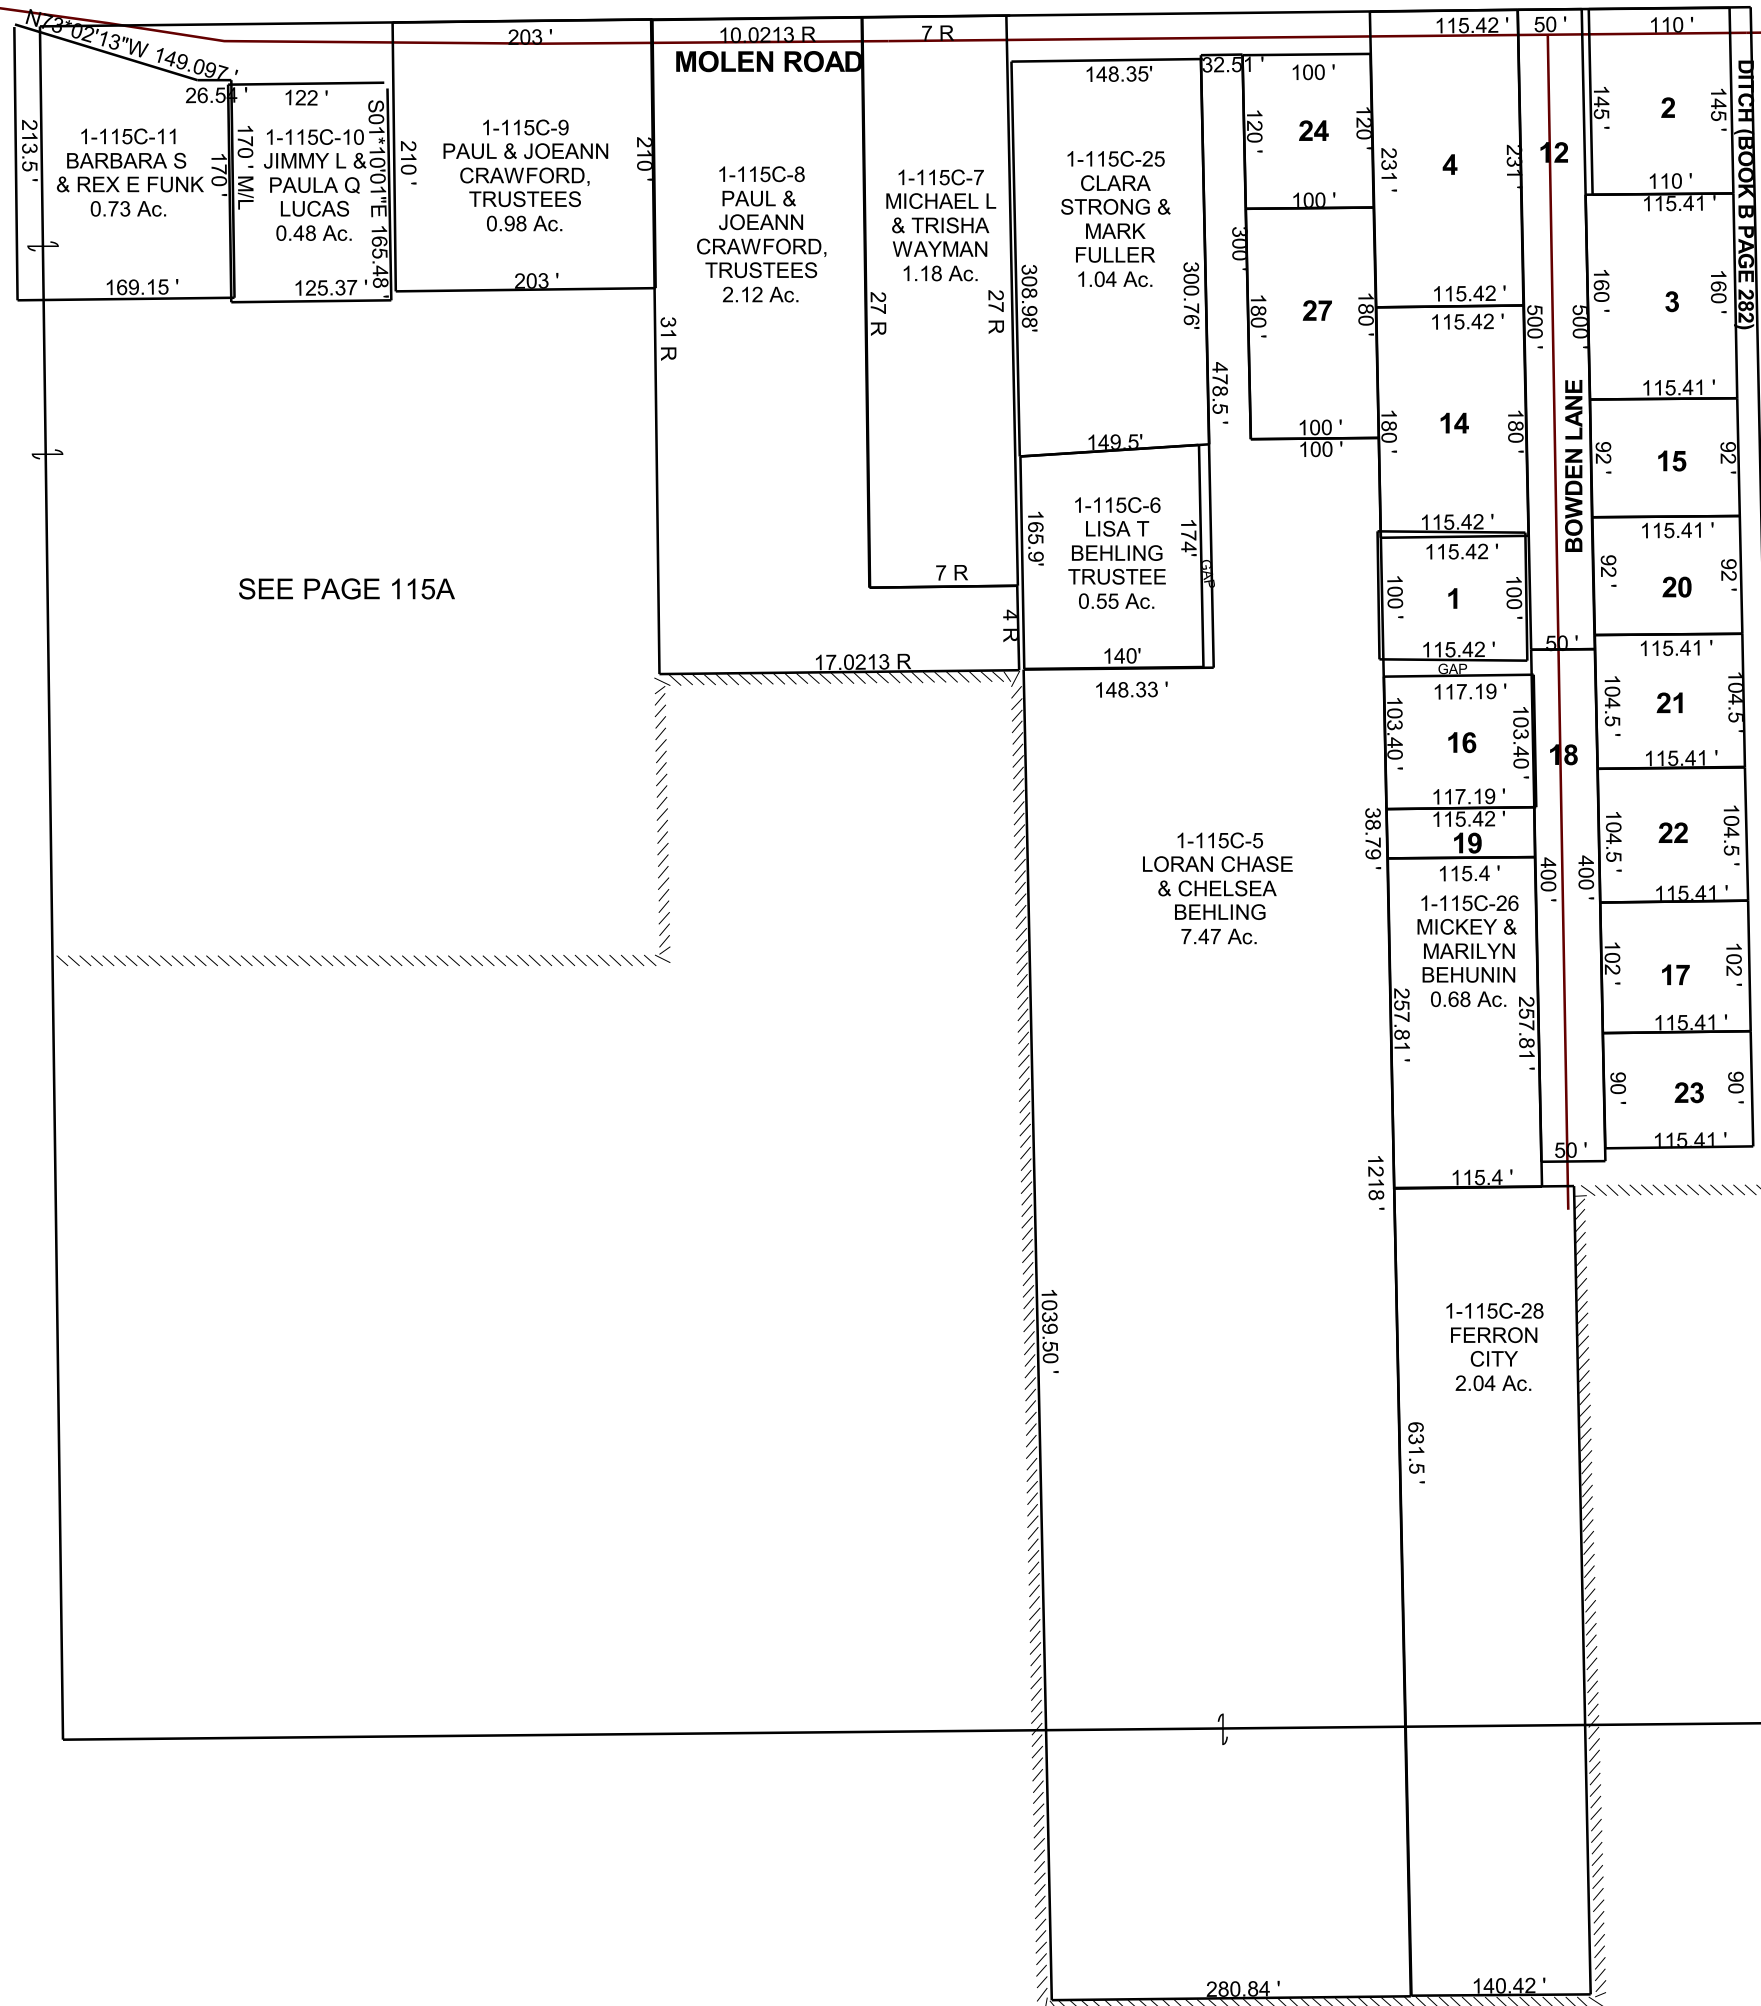 N73*02'13"W 149.097 '
26.54 '
122 '
203 '
10.0213 R
7 R
115.42 '
50 '
110 '
MOLEN ROAD
148.35'
32.51 '
100 '
DITCH (BOOK B PAGE 282)
213.5 '
1-115C-11
BARBARA S
& REX E FUNK
0.73 Ac.
170 '
169.15 '
170 ' M/L
1-115C-10
JIMMY L &
PAULA Q
LUCAS
0.48 Ac.
S01*10'01"E 165.48 '
125.37 '
210 '
1-115C-9
PAUL & JOEANN
CRAWFORD,
TRUSTEES
0.98 Ac.
210 '
203 '
31 R
1-115C-8
PAUL &
JOEANN
CRAWFORD,
TRUSTEES
2.12 Ac.
17.0213 R
27 R
1-115C-7
MICHAEL L
& TRISHA
WAYMAN
1.18 Ac.
27 R
7 R
4 R
308.98'
1-115C-25
CLARA
STRONG &
MARK
FULLER
1.04 Ac.
300.76'
149.5'
478.5 '
165.9'
1-115C-6
LISA T
BEHLING
TRUSTEE
0.55 Ac.
174'
GAP
140'
148.33 '
120 '
24
120 '
100 '
300 '
180 '
27
180 '
100 '
100 '
231 '
4
231 '
115.42 '
115.42 '
180 '
14
180 '
115.42 '
115.42 '
100 '
1
100 '
115.42 '
GAP
117.19 '
103.40 '
16
103.40 '
117.19 '
115.42 '
38.79 '
19
115.4 '
1-115C-26
MICKEY &
MARILYN
BEHUNIN
0.68 Ac.
257.81 '
257.81 '
115.4 '
12
500 '
500 '
BOWDEN LANE
50 '
18
400 '
400 '
50 '
145 '
2
145 '
110 '
115.41 '
160 '
3
160 '
115.41 '
92 '
15
92 '
115.41 '
92 '
20
92 '
115.41 '
104.5 '
21
104.5 '
115.41 '
104.5 '
22
104.5 '
115.41 '
102 '
17
102 '
115.41 '
90 '
23
90 '
115.41 '
SEE PAGE 115A
1-115C-5
LORAN CHASE
& CHELSEA
BEHLING
7.47 Ac.
1218 '
1039.50 '
1-115C-28
FERRON
CITY
2.04 Ac.
631.5 '
280.84 '
140.42 '